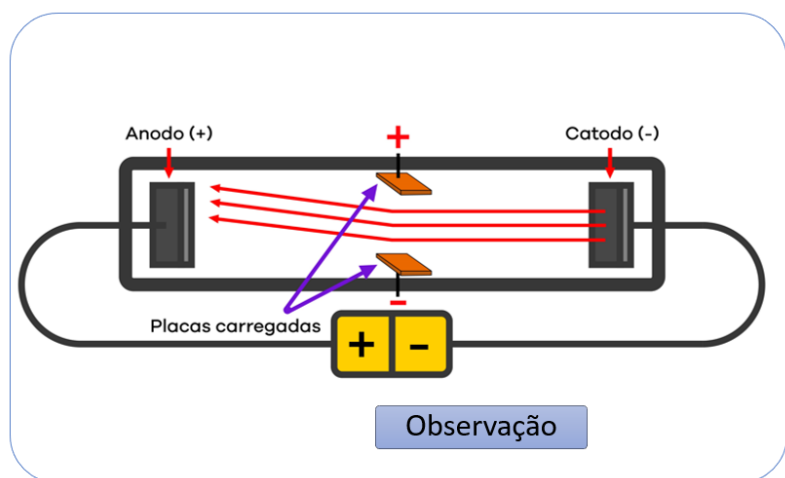 +
Anodo (+)
Catodo (-)
-
Placas carregadas
+ -
Observação